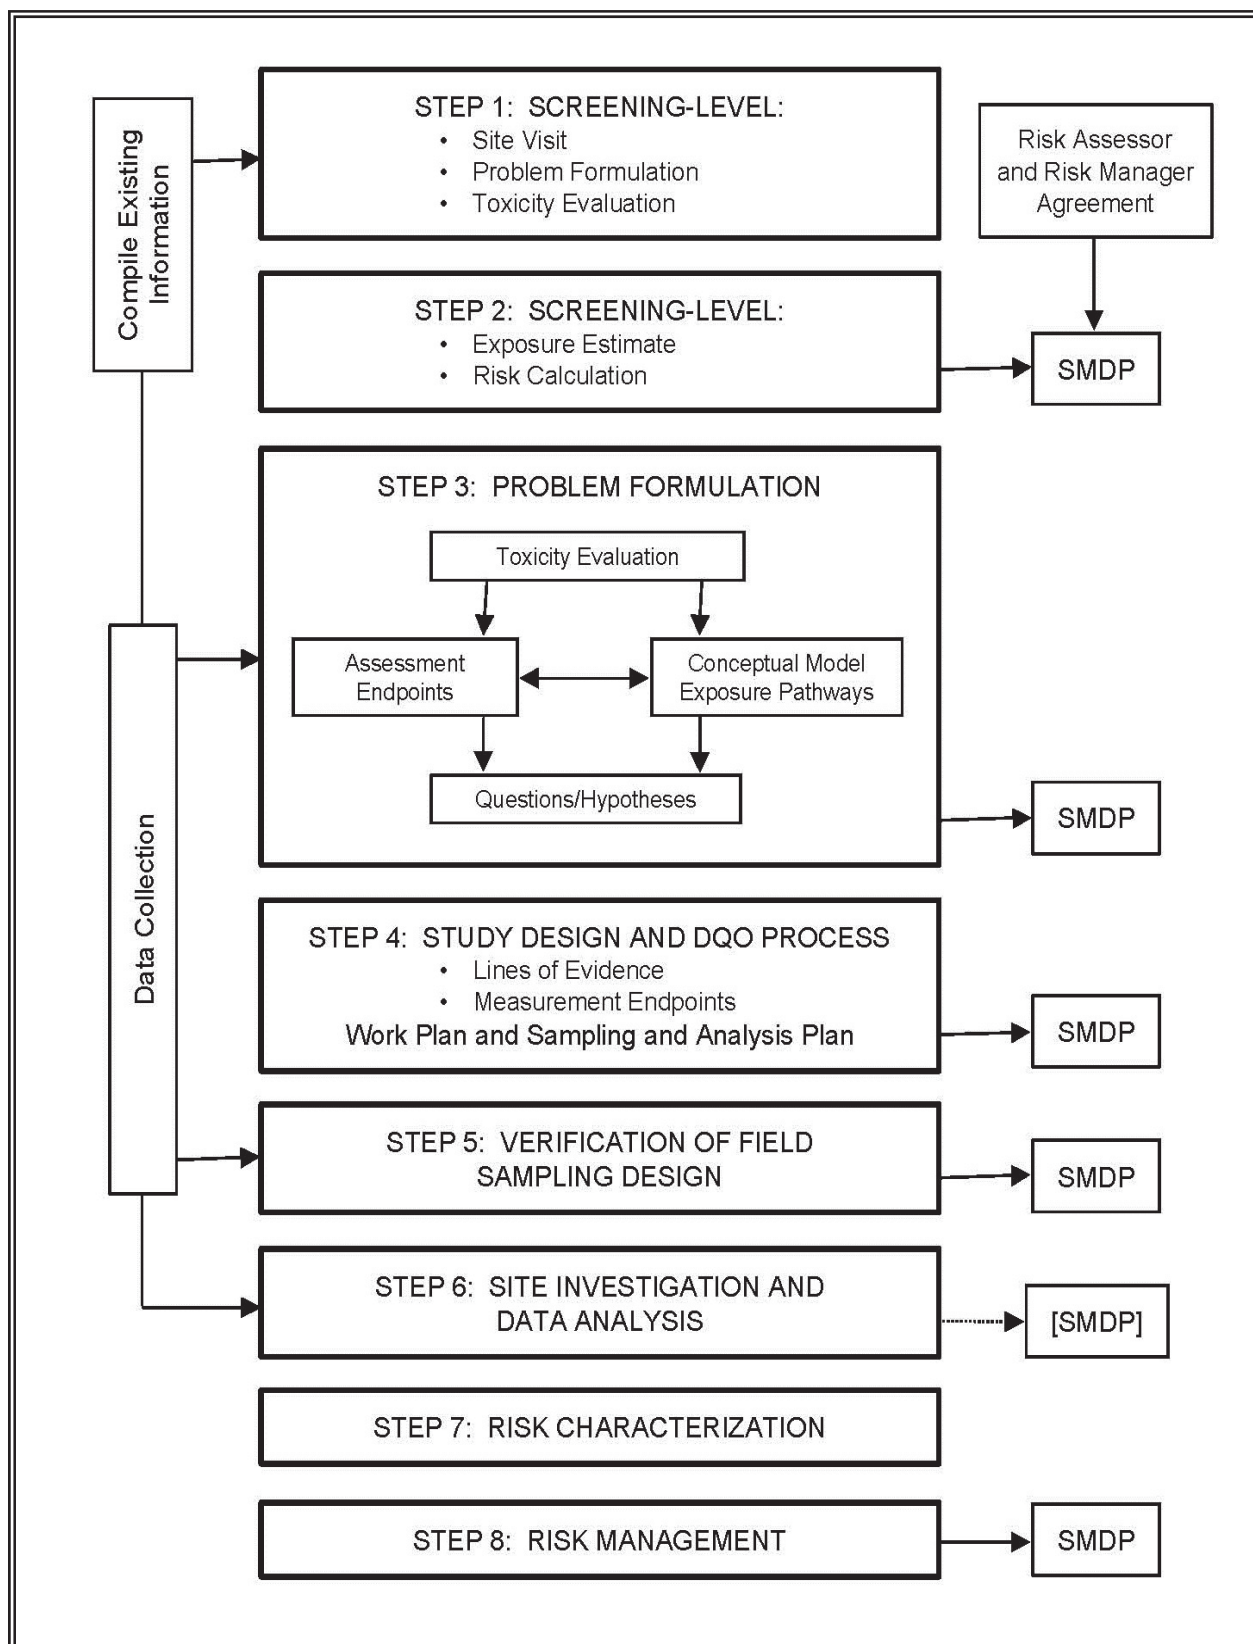 Compile Existing
Information
STEP 1: SCREENING-LEVEL:
• Site Visit
• Problem Formulation
• Toxicity Evaluation
Risk Assessor
and Risk Manager
Agreement
STEP 2: SCREENING-LEVEL:
• Exposure Estimate
• Risk Calculation
SMDP
STEP 3: PROBLEM FORMULATION
Toxicity Evaluation
Assessment
Endpoints
Conceptual Model
Exposure Pathways
Questions/Hypotheses
SMDP
Data Collection
STEP 4: STUDY DESIGN AND DQO PROCESS
• Lines of Evidence
• Measurement Endpoints
Work Plan and Sampling and Analysis Plan
SMDP
STEP 5: VERIFICATION OF FIELD
SAMPLING DESIGN
SMDP
STEP 6: SITE INVESTIGATION AND
DATA ANALYSIS
[SMDP]
STEP 7: RISK CHARACTERIZATION
STEP 8: RISK MANAGEMENT
SMDP